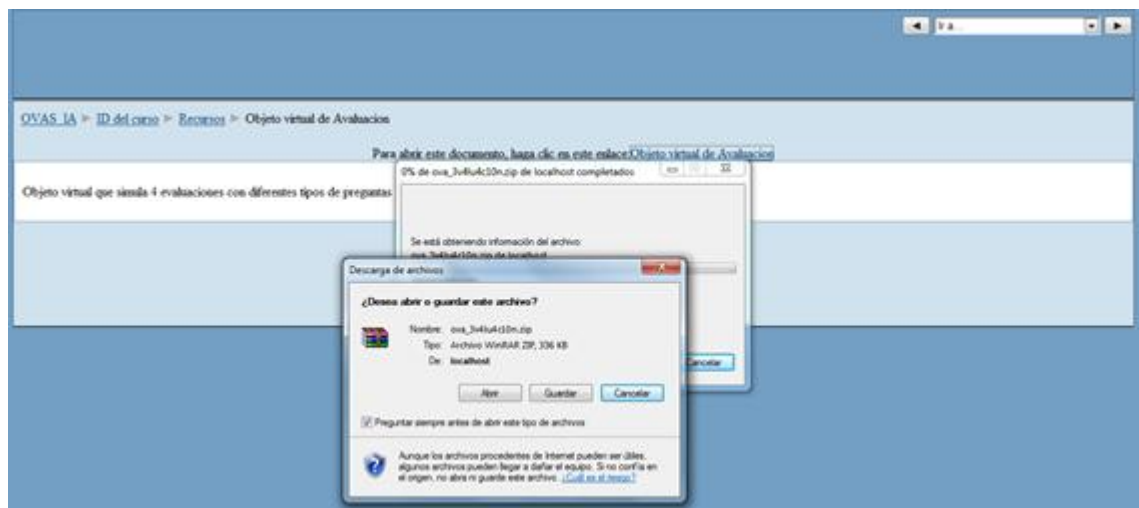 Ir a...
OVAS_IA ► ID del curso ► Recursos ► Objeto virtual de Avaluacion
Para abrir este documento, haga clic en este enlace:Objeto virtual de Avaluacion
Objeto virtual que simula 4 evaluaciones con diferentes tipos de preguntas
0% de ova_3v4lu4c10n.zip de localhost completados
Se está obteniendo información del archivo:
ova_3v4lu4c10n.zip de localhost
Cancelar
Descarga de archivos
¿Desea abrir o guardar este archivo?
Nombre: ova_3v4lu4c10n.zip
Tipo: Archivo WinRAR ZIP, 336 KB
De: localhost
Abrir Guardar Cancelar
Preguntar siempre antes de abrir este tipo de archivos
Aunque los archivos procedentes de Internet pueden ser útiles,
algunos archivos pueden llegar a dañar el equipo. Si no confía en
el origen, no abra ni guarde este archivo. ¿Cuál es el riesgo?